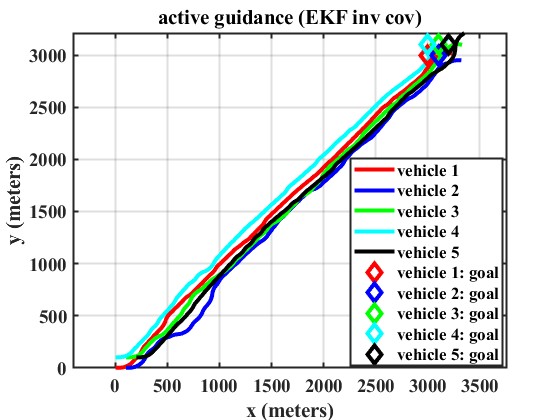 active guidance (EKF inv cov)
y (meters)
3000
2500
2000
1500
1000
500
0
vehicle 1
vehicle 2
vehicle 3
vehicle 4
vehicle 5
vehicle 1: goal
vehicle 2: goal
vehicle 3: goal
vehicle 4: goal
vehicle 5: goal
0 500 1000 1500 2000 2500 3000 3500
x (meters)